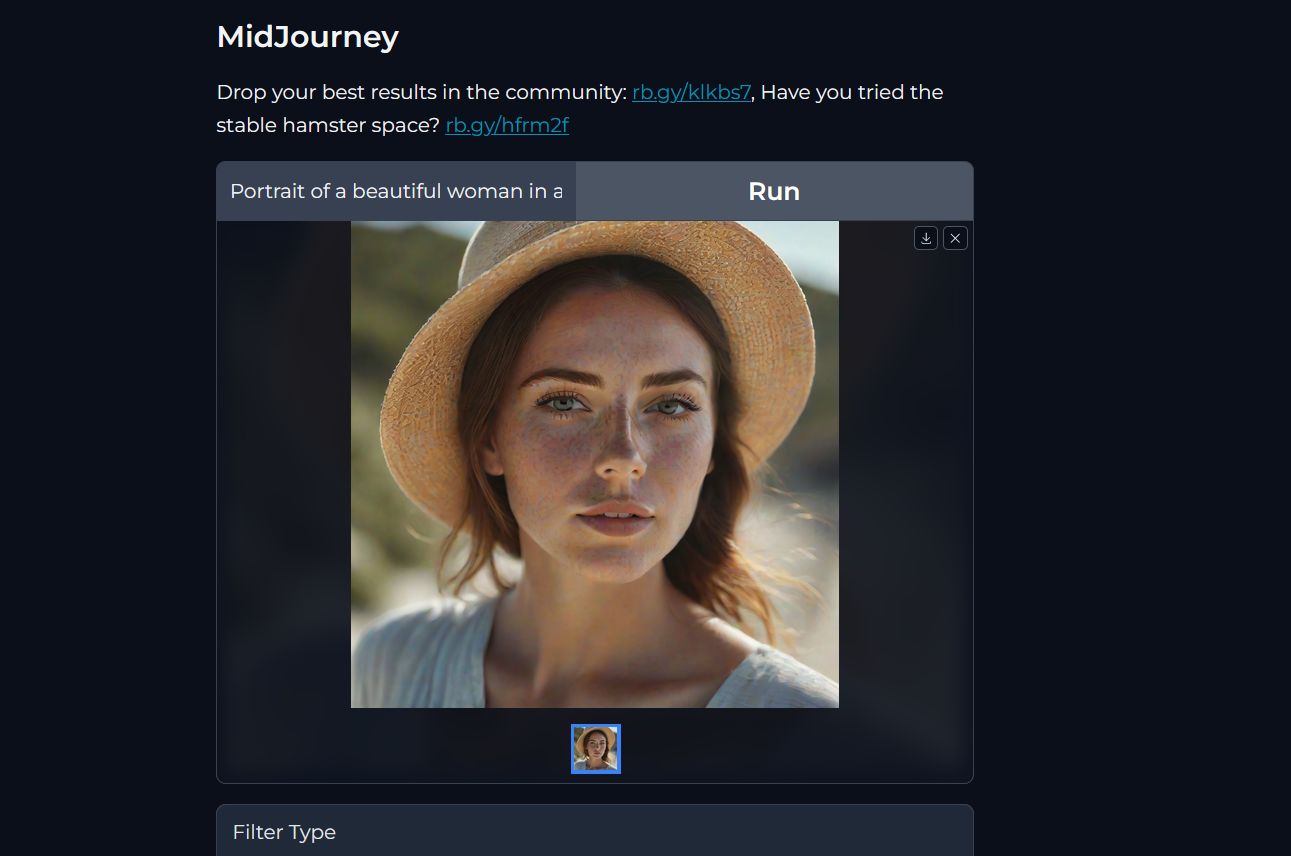 MidJourney
Drop your best results in the community: rb.gy/klkbs7, Have you tried the
stable hamster space? rb.gy/hfrm2f
Portrait of a beautiful woman in a
Run
Filter Type